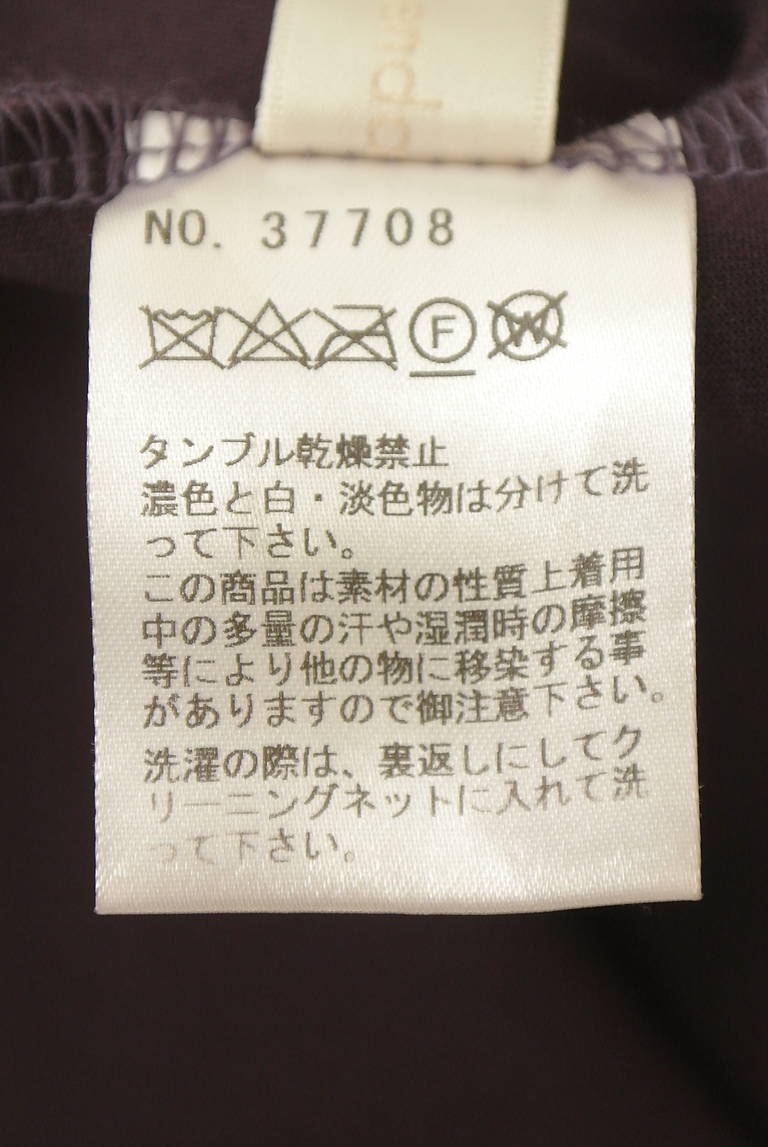 NO. 37708
F W
タンブル乾燥禁止
濃色と白・淡色物は分けて洗
って下さい。
この商品は素材の性質上着用
中の多量の汗や湿潤時の摩擦
等により他の物に移染する事
がありますので御注意下さい。
洗濯の際は、裏返しにしてク
リーニングネットに入れて洗
って下さい。